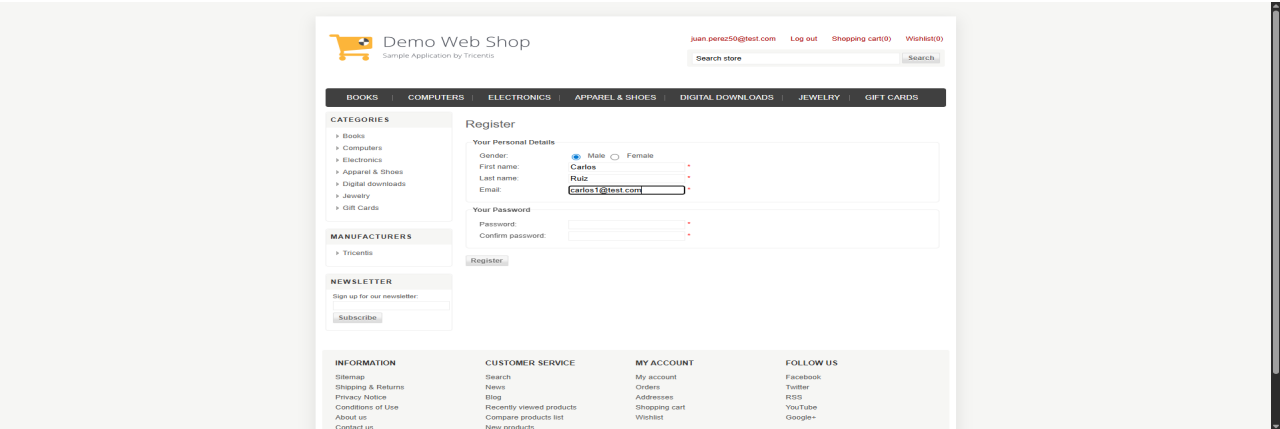 Demo Web Shop
Sample Application by Tricentis
juan.perez50@test.com Log out Shopping cart(0) Wishlist(0)
Search store Search
BOOKS | COMPUTERS | ELECTRONICS | APPAREL & SHOES | DIGITAL DOWNLOADS | JEWELRY | GIFT CARDS
CATEGORIES
Books
Computers
Electronics
Apparel & Shoes
Digital downloads
Jewelry
Gift Cards
MANUFACTURERS
Tricentis
NEWSLETTER
Sign up for our newsletter:
Subscribe
Register
Your Personal Details
Gender: Male Female
First name: Carlos *
Last name: Ruiz *
Email: carlos1@test.com *
Your Password
Password: *
Confirm password: *
Register
INFORMATION
Sitemap
Shipping & Returns
Privacy Notice
Conditions of Use
About us
Contact us
CUSTOMER SERVICE
Search
News
Blog
Recently viewed products
Compare products list
New products
MY ACCOUNT
My account
Orders
Addresses
Shopping cart
Wishlist
FOLLOW US
Facebook
Twitter
RSS
YouTube
Google+